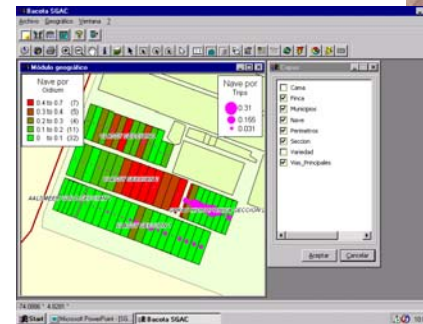 Bacota SGAC
Archivo Geográfico Ventana ?
Módulo geográfico
Nave por
Oidium
0.4 to 0.7 (7)
0.3 to 0.4 (5)
0.2 to 0.3 (4)
0.1 to 0.2 (11)
0 to 0.1 (32)
Nave por
Trips
0.31
0.165
0.031
Capas
Cama
Finca
Municipios
Nave
Perimetros
Seccion
Variedad
Vias_Principales
Aceptar Cancelar
Start Microsoft PowerPoint - [SG... Bacota SGAC